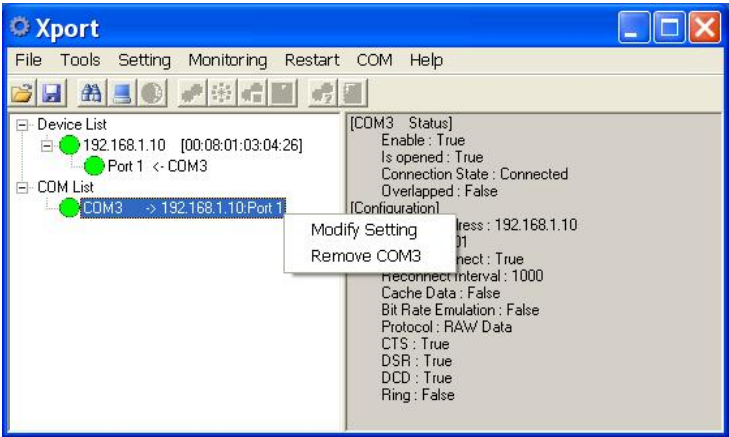 Xport
File Tools Setting Monitoring Restart COM Help
Device List
192.168.1.10 [00:08:01:03:04:26]
Port 1 <- COM3
COM List
COM3 -> 192.168.1.10:Port 1
Modify Setting
Remove COM3
[COM3 Status]
Enable : True
Is opened : True
Connection State : Connected
Overlapped : False
[Configuration]
ress : 192.168.1.10
01
nect : True
Reconnect Interval : 1000
Cache Data : False
Bit Rate Emulation : False
Protocol : RAW Data
CTS : True
DSR : True
DCD : True
Ring : False